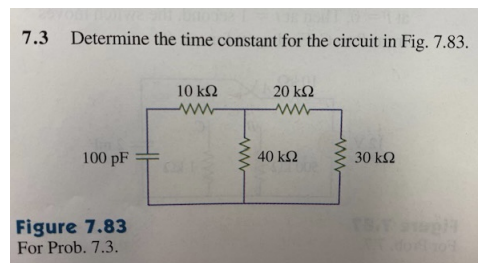 7.3 Determine the time constant for the circuit in Fig. 7.83.
10 kΩ 20 kΩ
100 pF 40 kΩ 30 kΩ
Figure 7.83
For Prob. 7.3.